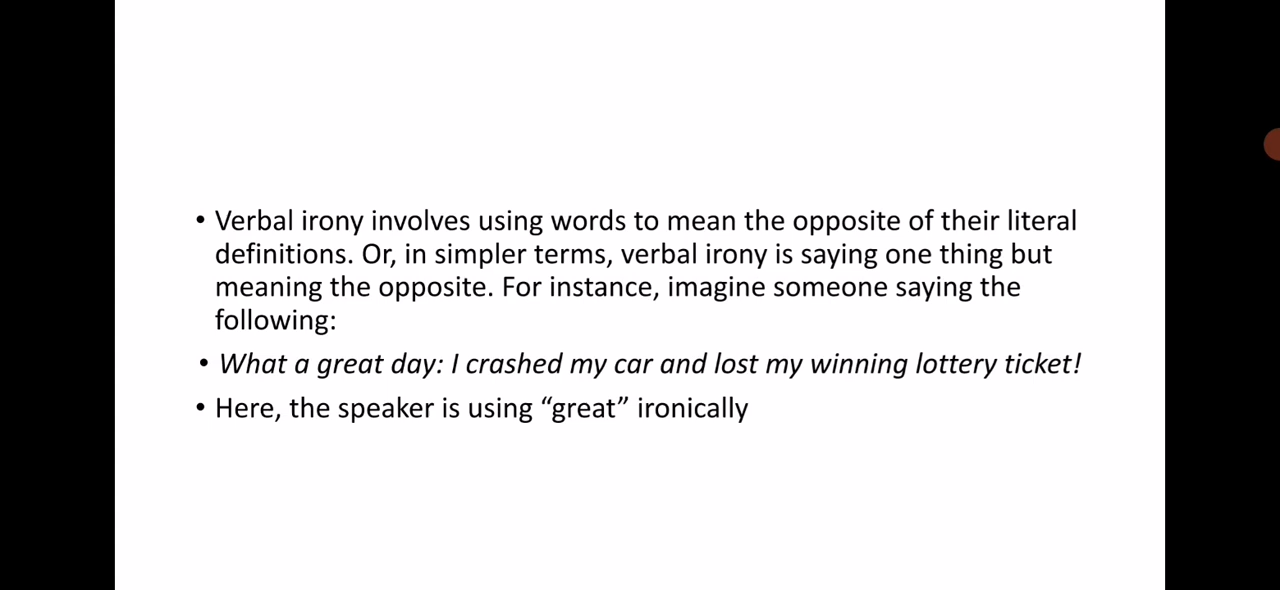 • Verbal irony involves using words to mean the opposite of their literal
definitions. Or, in simpler terms, verbal irony is saying one thing but
meaning the opposite. For instance, imagine someone saying the
following:
• What a great day: I crashed my car and lost my winning lottery ticket!
• Here, the speaker is using “great” ironically